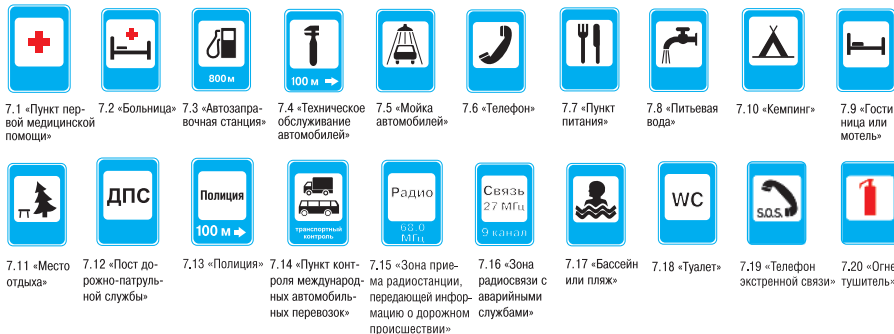 800 м
100 м
7.1 «Пункт пер-
вой медицинской
помощи»
7.2 «Больница»
7.3 «Автозапра-
вочная станция»
7.4 «Техническое
обслуживание
автомобилей»
7.5 «Мойка
автомобилей»
7.6 «Телефон»
7.7 «Пункт
питания»
7.8 «Питьевая
вода»
7.10 «Кемпинг»
7.9 «Гости
ница или
мотель»
ДПС
Полиция
100 м
транспортный
контроль
Радио
68.0
МГц
Связь
27 МГц
9 канал
WC
S.O.S.
7.11 «Место
отдыха»
7.12 «Пост до-
рожно-патруль-
ной службы»
7.13 «Полиция»
7.14 «Пункт конт-
роля международ-
ных автомобиль-
ных перевозок»
7.15 «Зона прие-
ма радиостанции,
передающей инфор-
мацию о дорожном
происшествии»
7.16 «Зона
радиосвязи с
аварийными
службами»
7.17 «Бассейн
или пляж»
7.18 «Туалет»
7.19 «Телефон
экстренной связи»
7.20 «Огне
тушитель»